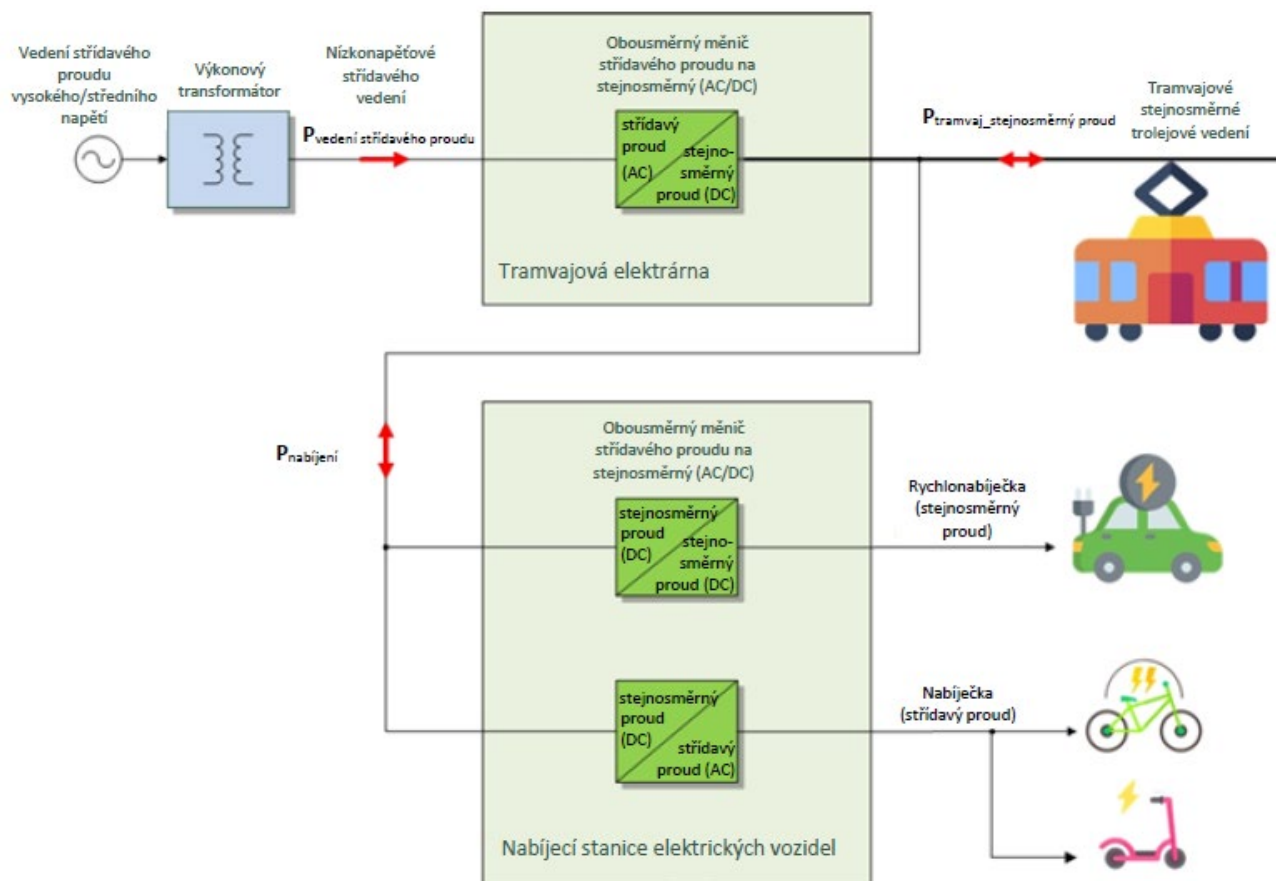 Vedení střídavého
proudu
vysokého/středního
napětí
Výkonový
transformátor
Nízkonapěťové
střídavého
vedení
P vedení střídavého proudu
Obousměrný měnič
střídavého proudu na
stejnosměrný (AC/DC)
střídavý
proud
(AC)
stejno-
směrný
proud (DC)
Tramvajová elektrárna
P tramvaj_stejnosměrný proud
Tramvajové
stejnosměrné
trolejové vedení
P nabíjení
Obousměrný měnič
střídavého proudu na
stejnosměrný (AC/DC)
stejnosměrný
proud
(DC)
stejno-
směrný
proud (DC)
Rychlonabíječka
(stejnosměrný
proud)
stejnosměrný
proud
(DC)
střídavý
proud (AC)
Nabíječka
(střídavý proud)
Nabíjecí stanice elektrických vozidel